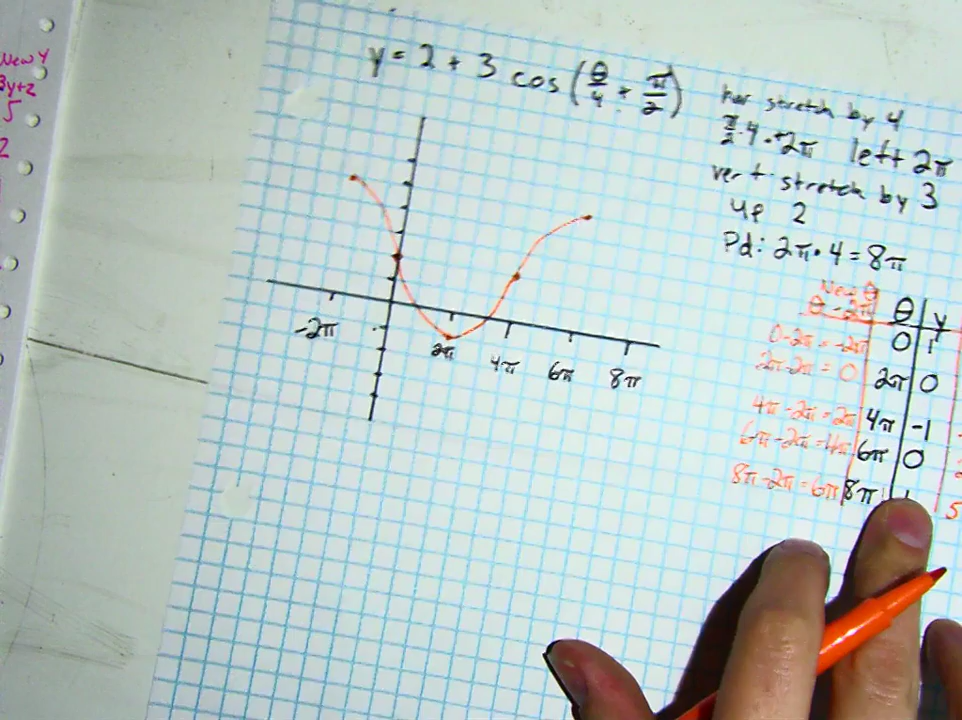 New y
3y+2
5
2
y = 2 + 3 cos (θ/4 + π/2)
hor stretch by 4
π/2 · 4 = 2π left 2π
vert stretch by 3
up 2
Pd: 2π · 4 = 8π
New θ
θ - 2π θ y
0-2π = -2π 0 1
2π-2π = 0 2π 0
4π-2π = 2π 4π -1
6π-2π = 4π 6π 0
8π-2π = 6π 8π 1
5
-2π 2π 4π 6π 8π